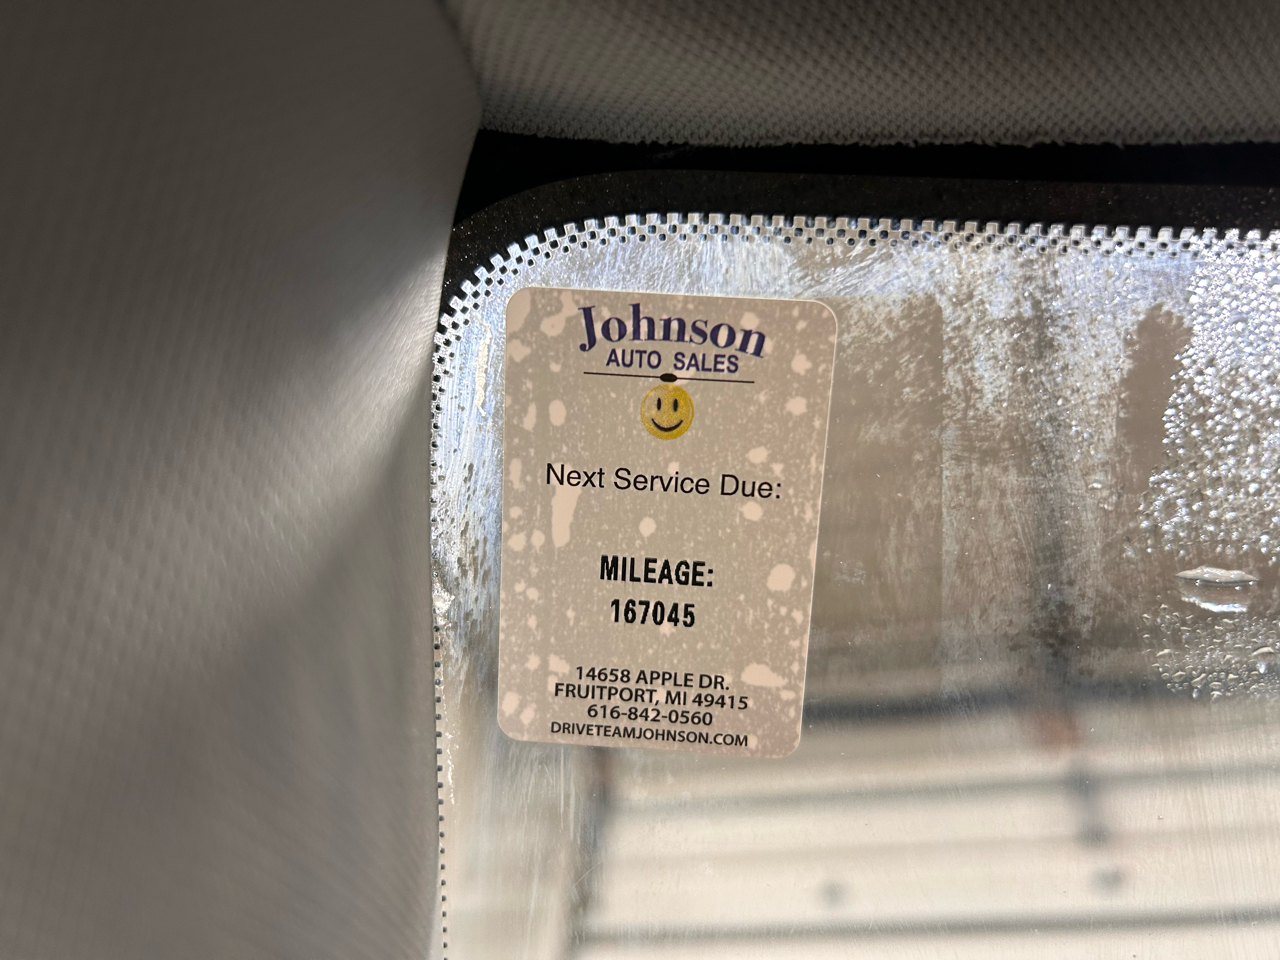 Johnson
AUTO SALES
Next Service Due:
MILEAGE:
167045
14658 APPLE DR.
FRUITPORT, MI 49415
616-842-0560
DRIVETEAMJOHNSON.COM